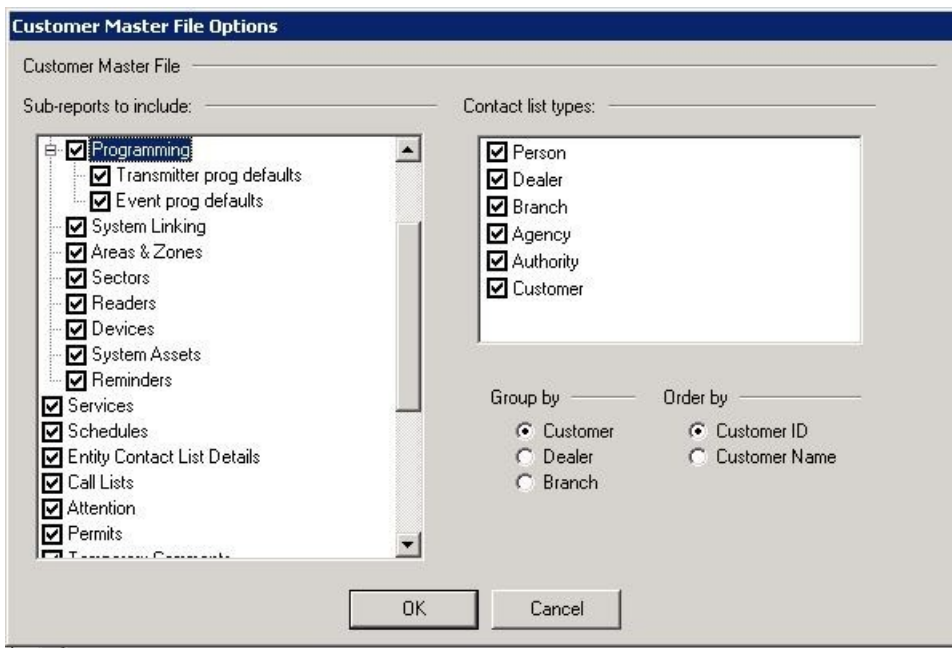 Customer Master File Options
Customer Master File
Sub-reports to include:
Programming
Transmitter prog defaults
Event prog defaults
System Linking
Areas & Zones
Sectors
Readers
Devices
System Assets
Reminders
Services
Schedules
Entity Contact List Details
Call Lists
Attention
Permits
Temporary Comments
Contact list types:
Person
Dealer
Branch
Agency
Authority
Customer
Group by
Customer
Dealer
Branch
Order by
Customer ID
Customer Name
OK
Cancel